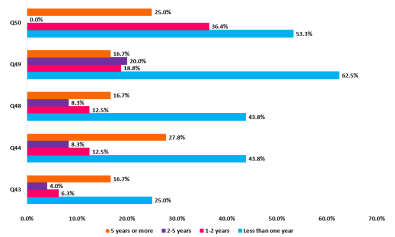 Q50
25.0%
0.0%
36.4%
53.3%
Q49
16.7%
20.0%
18.8%
62.5%
Q48
16.7%
8.3%
12.5%
43.8%
Q44
27.8%
8.3%
12.5%
43.8%
Q43
16.7%
4.0%
6.3%
25.0%
0.0% 10.0% 20.0% 30.0% 40.0% 50.0% 60.0% 70.0%
5 years or more 2-5 years 1-2 years Less than one year